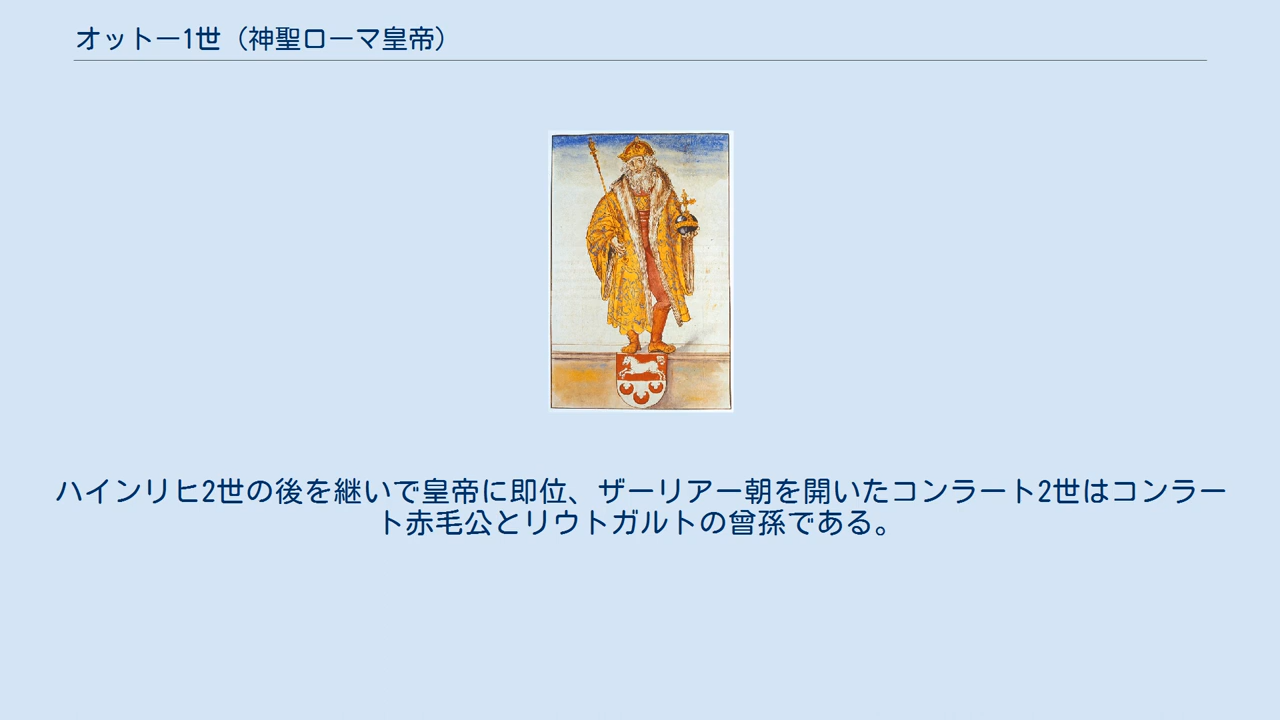 オットー1世（神聖ローマ皇帝）
ハインリヒ2世の後を継いで皇帝に即位、ザーリアー朝を開いたコンラート2世はコンラー
ト赤毛公とリウトガルトの曾孫である。